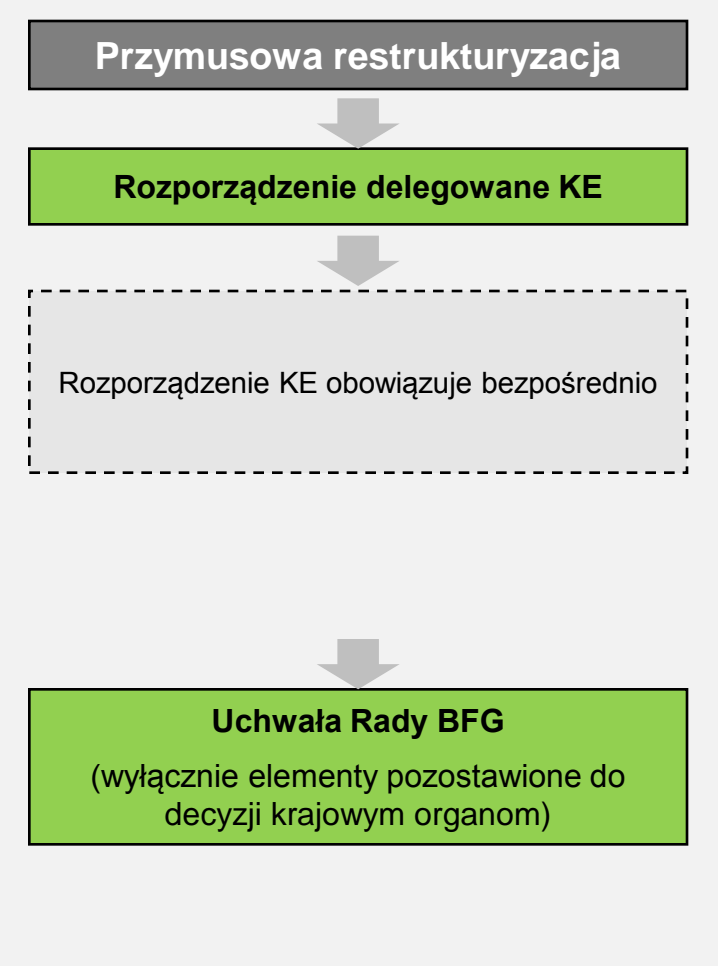 Przymusowa restrukturyzacja
Rozporządzenie delegowane KE
Rozporządzenie KE obowiązuje bezpośrednio
Uchwała Rady BFG
(wyłącznie elementy pozostawione do
decyzji krajowym organom)